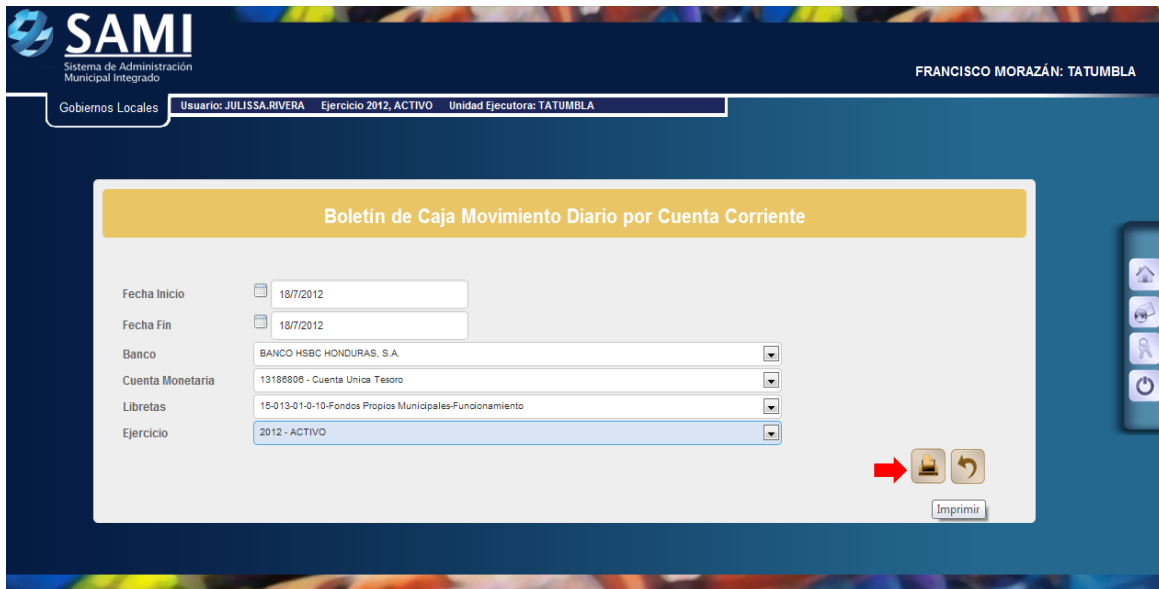 SAMI
Sistema de Administración
Municipal Integrado
FRANCISCO MORAZÁN: TATUMBLA
Gobiernos Locales
Usuario: JULISSA.RIVERA Ejercicio 2012, ACTIVO Unidad Ejecutora: TATUMBLA
Boletín de Caja Movimiento Diario por Cuenta Corriente
Fecha Inicio 18/7/2012
Fecha Fin 18/7/2012
Banco BANCO HSBC HONDURAS, S.A.
Cuenta Monetaria 13186806 - Cuenta Unica Tesoro
Libretas 15-013-01-0-10-Fondos Propios Municipales-Funcionamiento
Ejercicio 2012 - ACTIVO
Imprimir